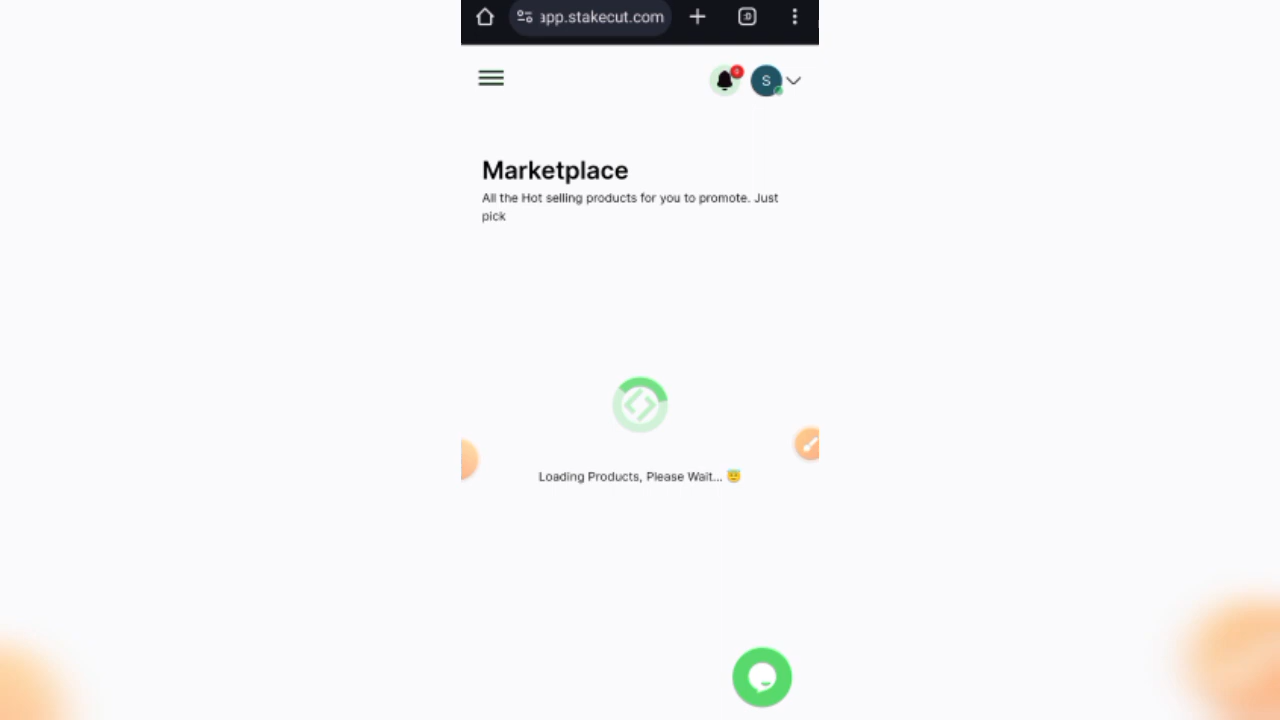 app.stakecut.com
:D
S
Marketplace
All the Hot selling products for you to promote. Just
pick
Loading Products, Please Wait... 😇